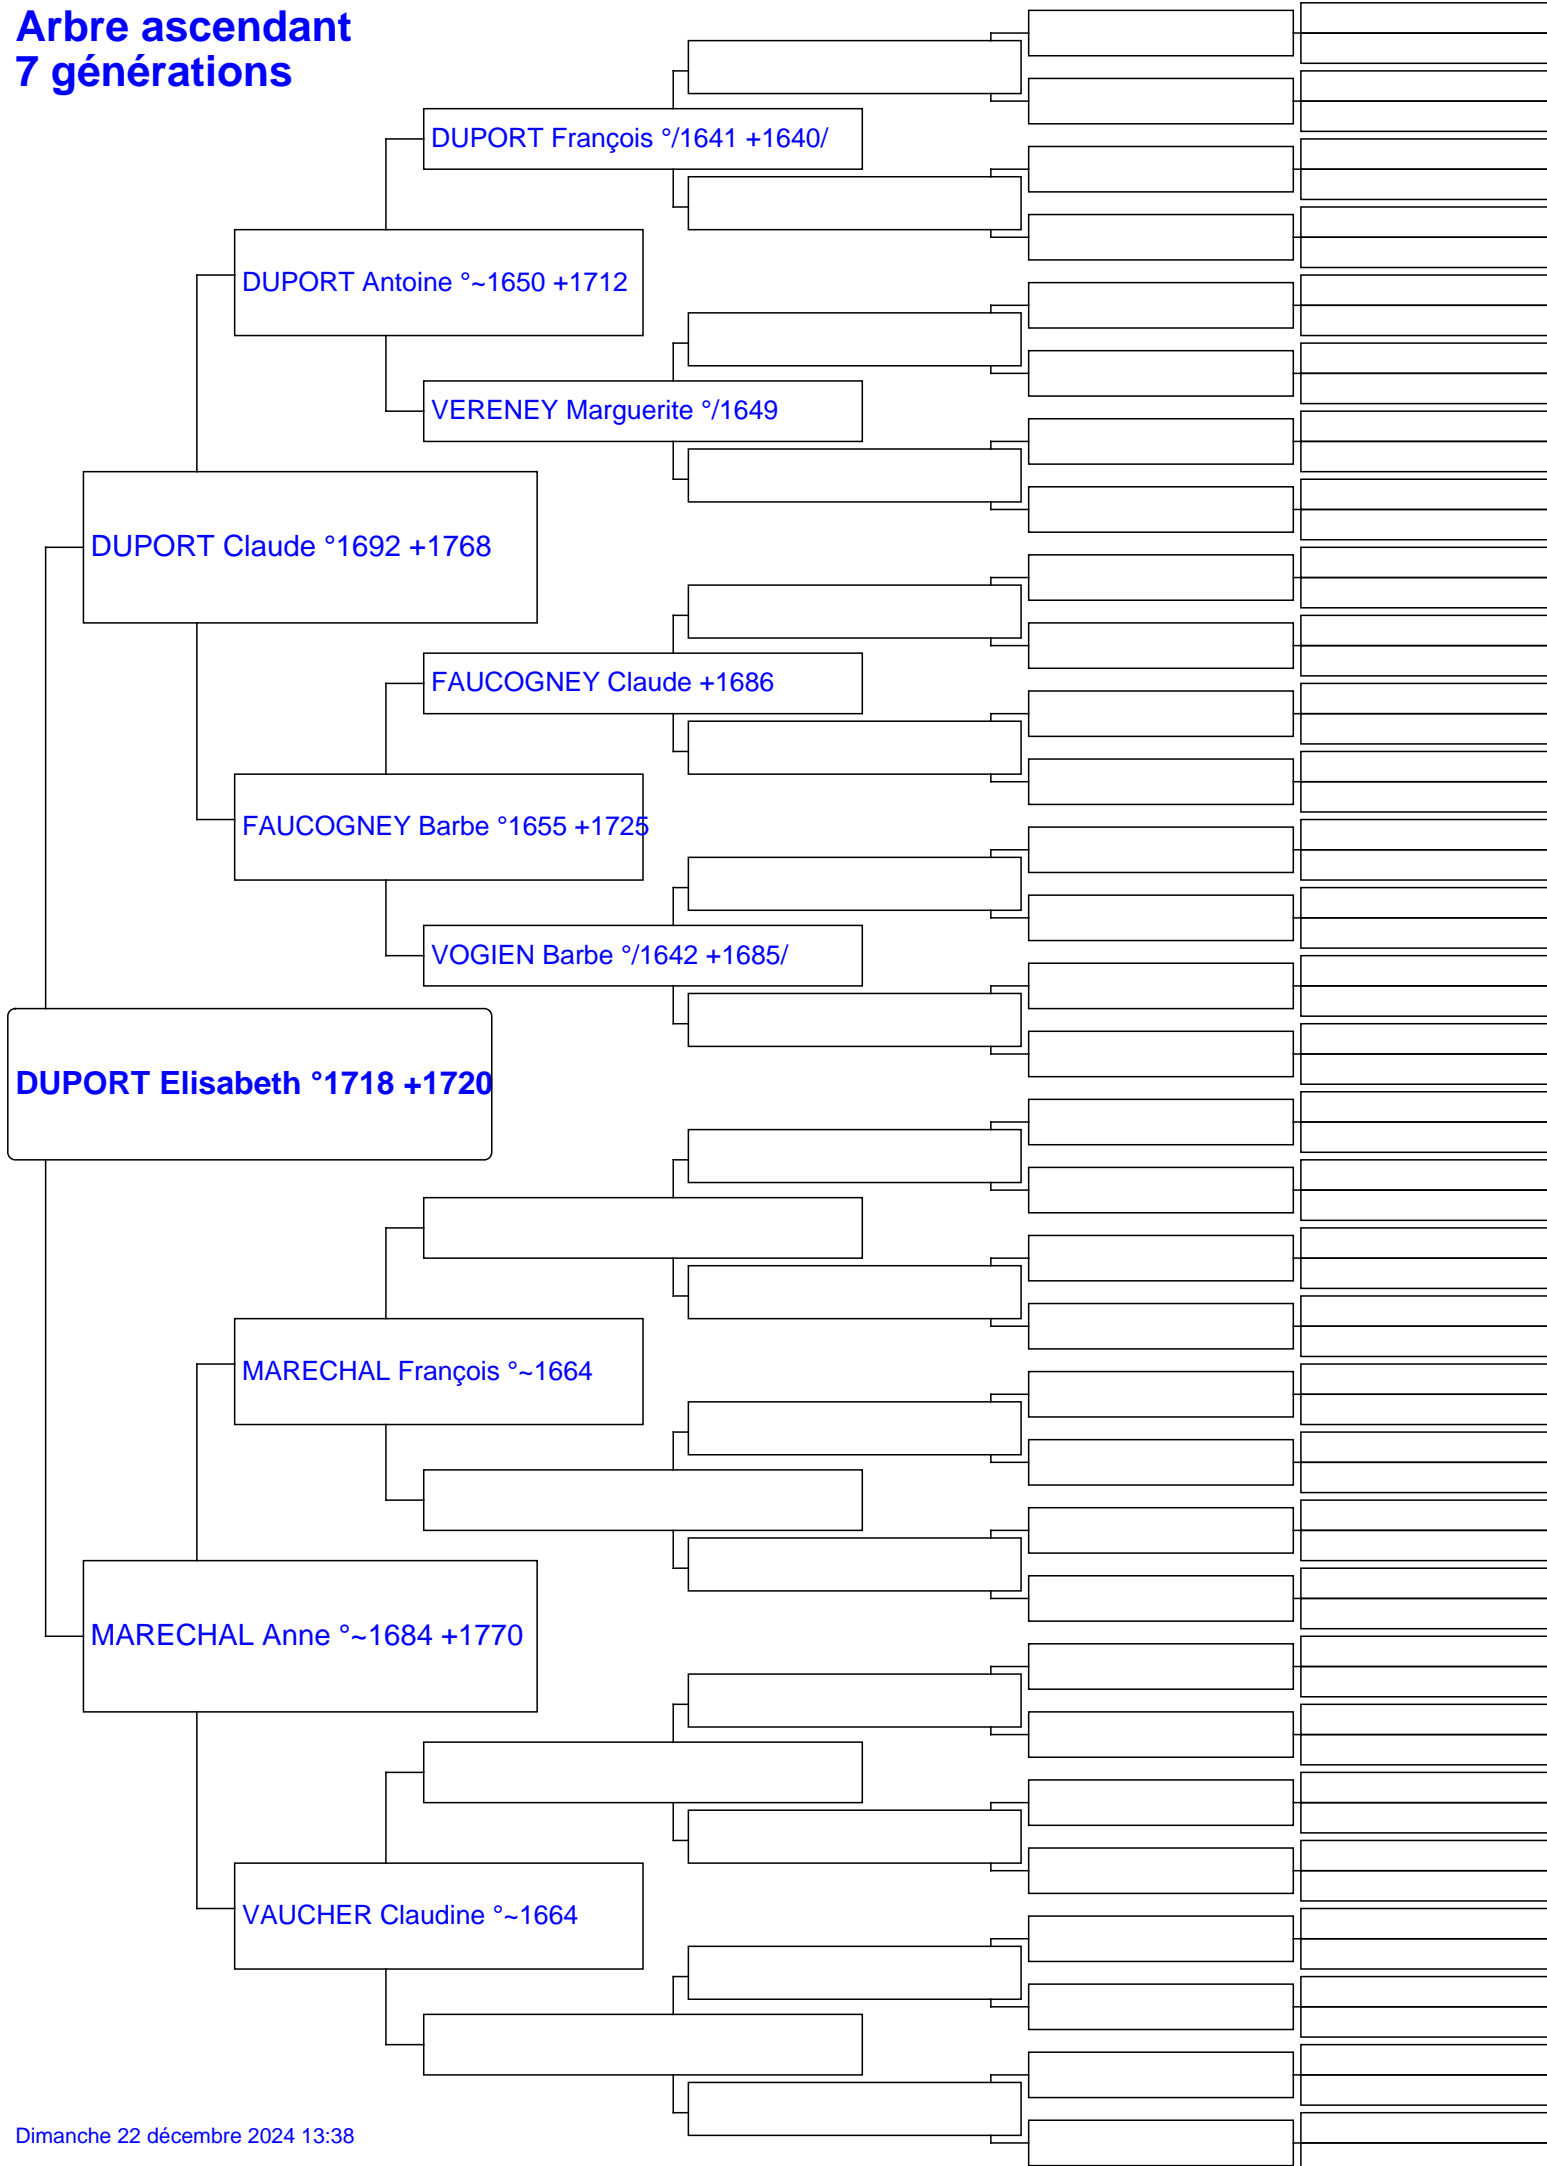 Arbre ascendant
7 générations
DUPORT François °/1641 +1640/
DUPORT Antoine °~1650 +1712
VERENEY Marguerite °/1649
DUPORT Claude °1692 +1768
FAUCOGNEY Claude +1686
FAUCOGNEY Barbe °1655 +1725
VOGIEN Barbe °/1642 +1685/
DUPORT Elisabeth °1718 +1720
MARECHAL François °~1664
MARECHAL Anne °~1684 +1770
VAUCHER Claudine °~1664
Dimanche 22 décembre 2024 13:38